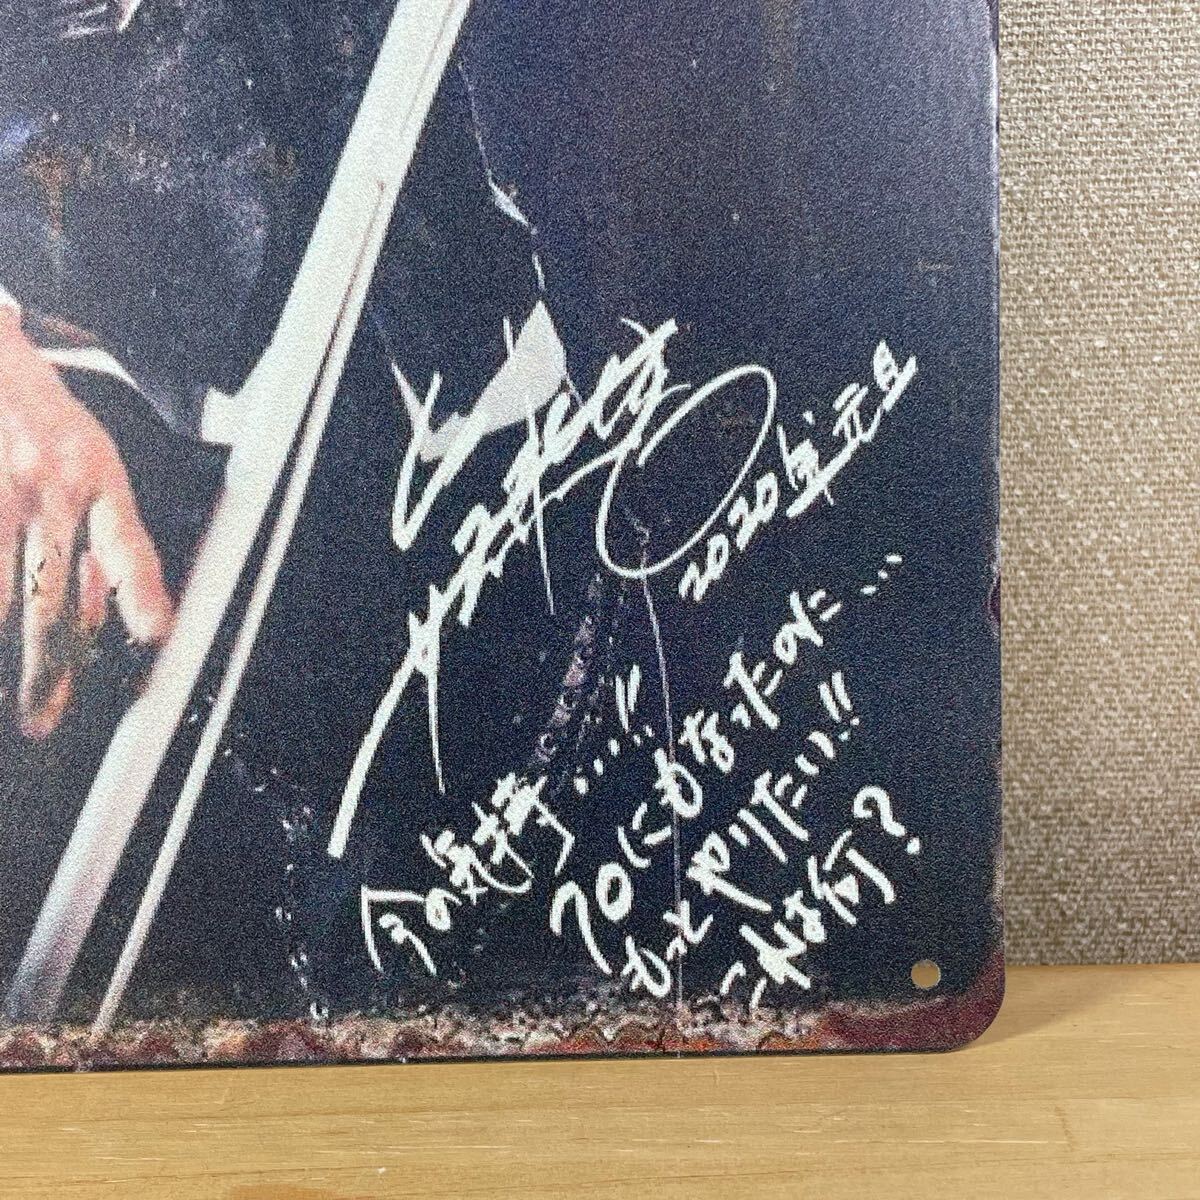 2020年元旦
今の気持…!!
70にもなったのに…
もっとやりたい!!
これは何?